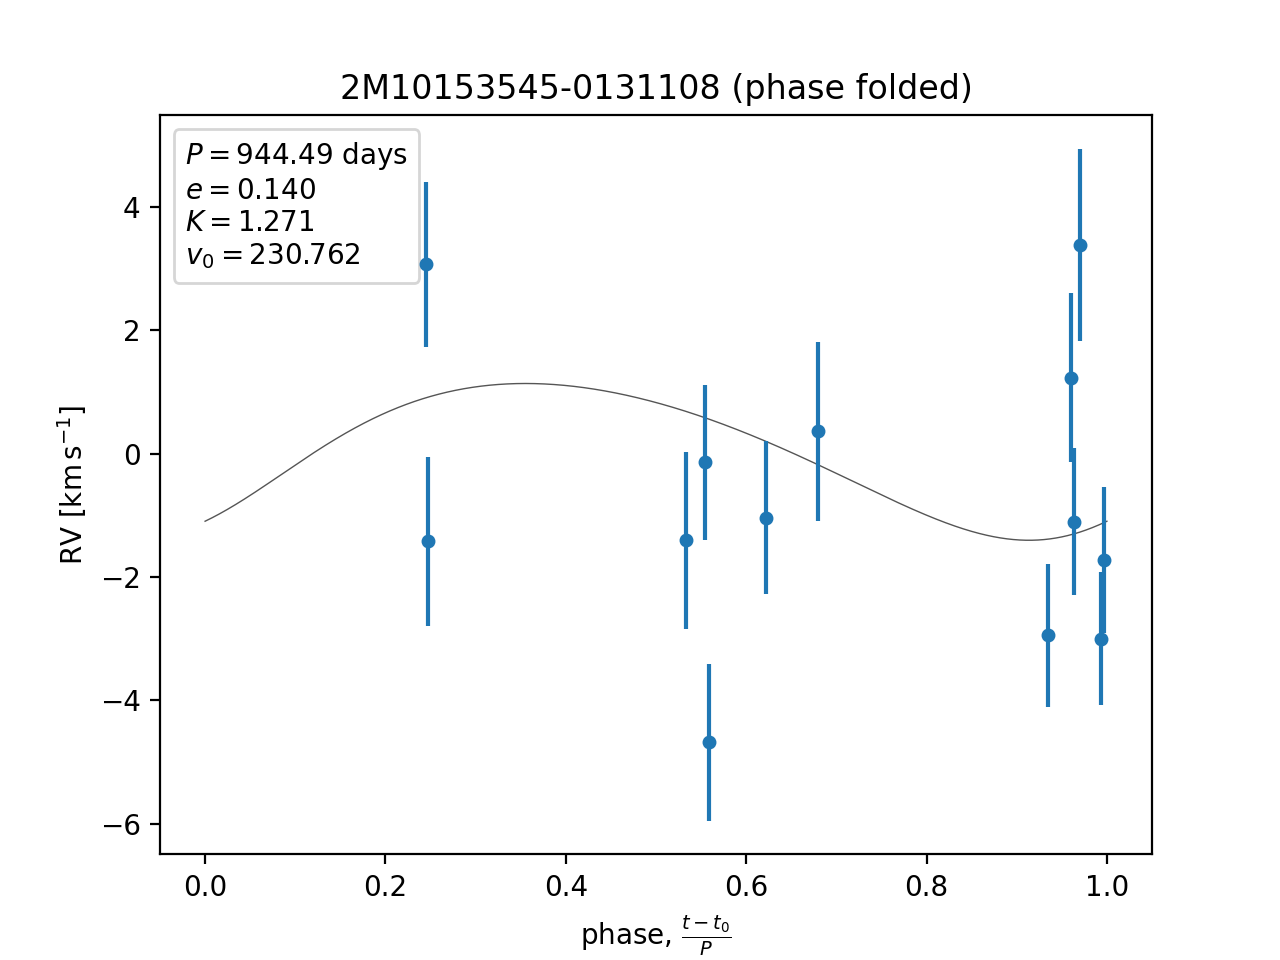 2M10153545-0131108 (phase folded)
P = 944.49 days
e = 0.140
K = 1.271
v₀ = 230.762
4
2
0
−2
−4
−6
RV [km s⁻¹]
0.0 0.2 0.4 0.6 0.8 1.0
phase, (t − t₀)/P